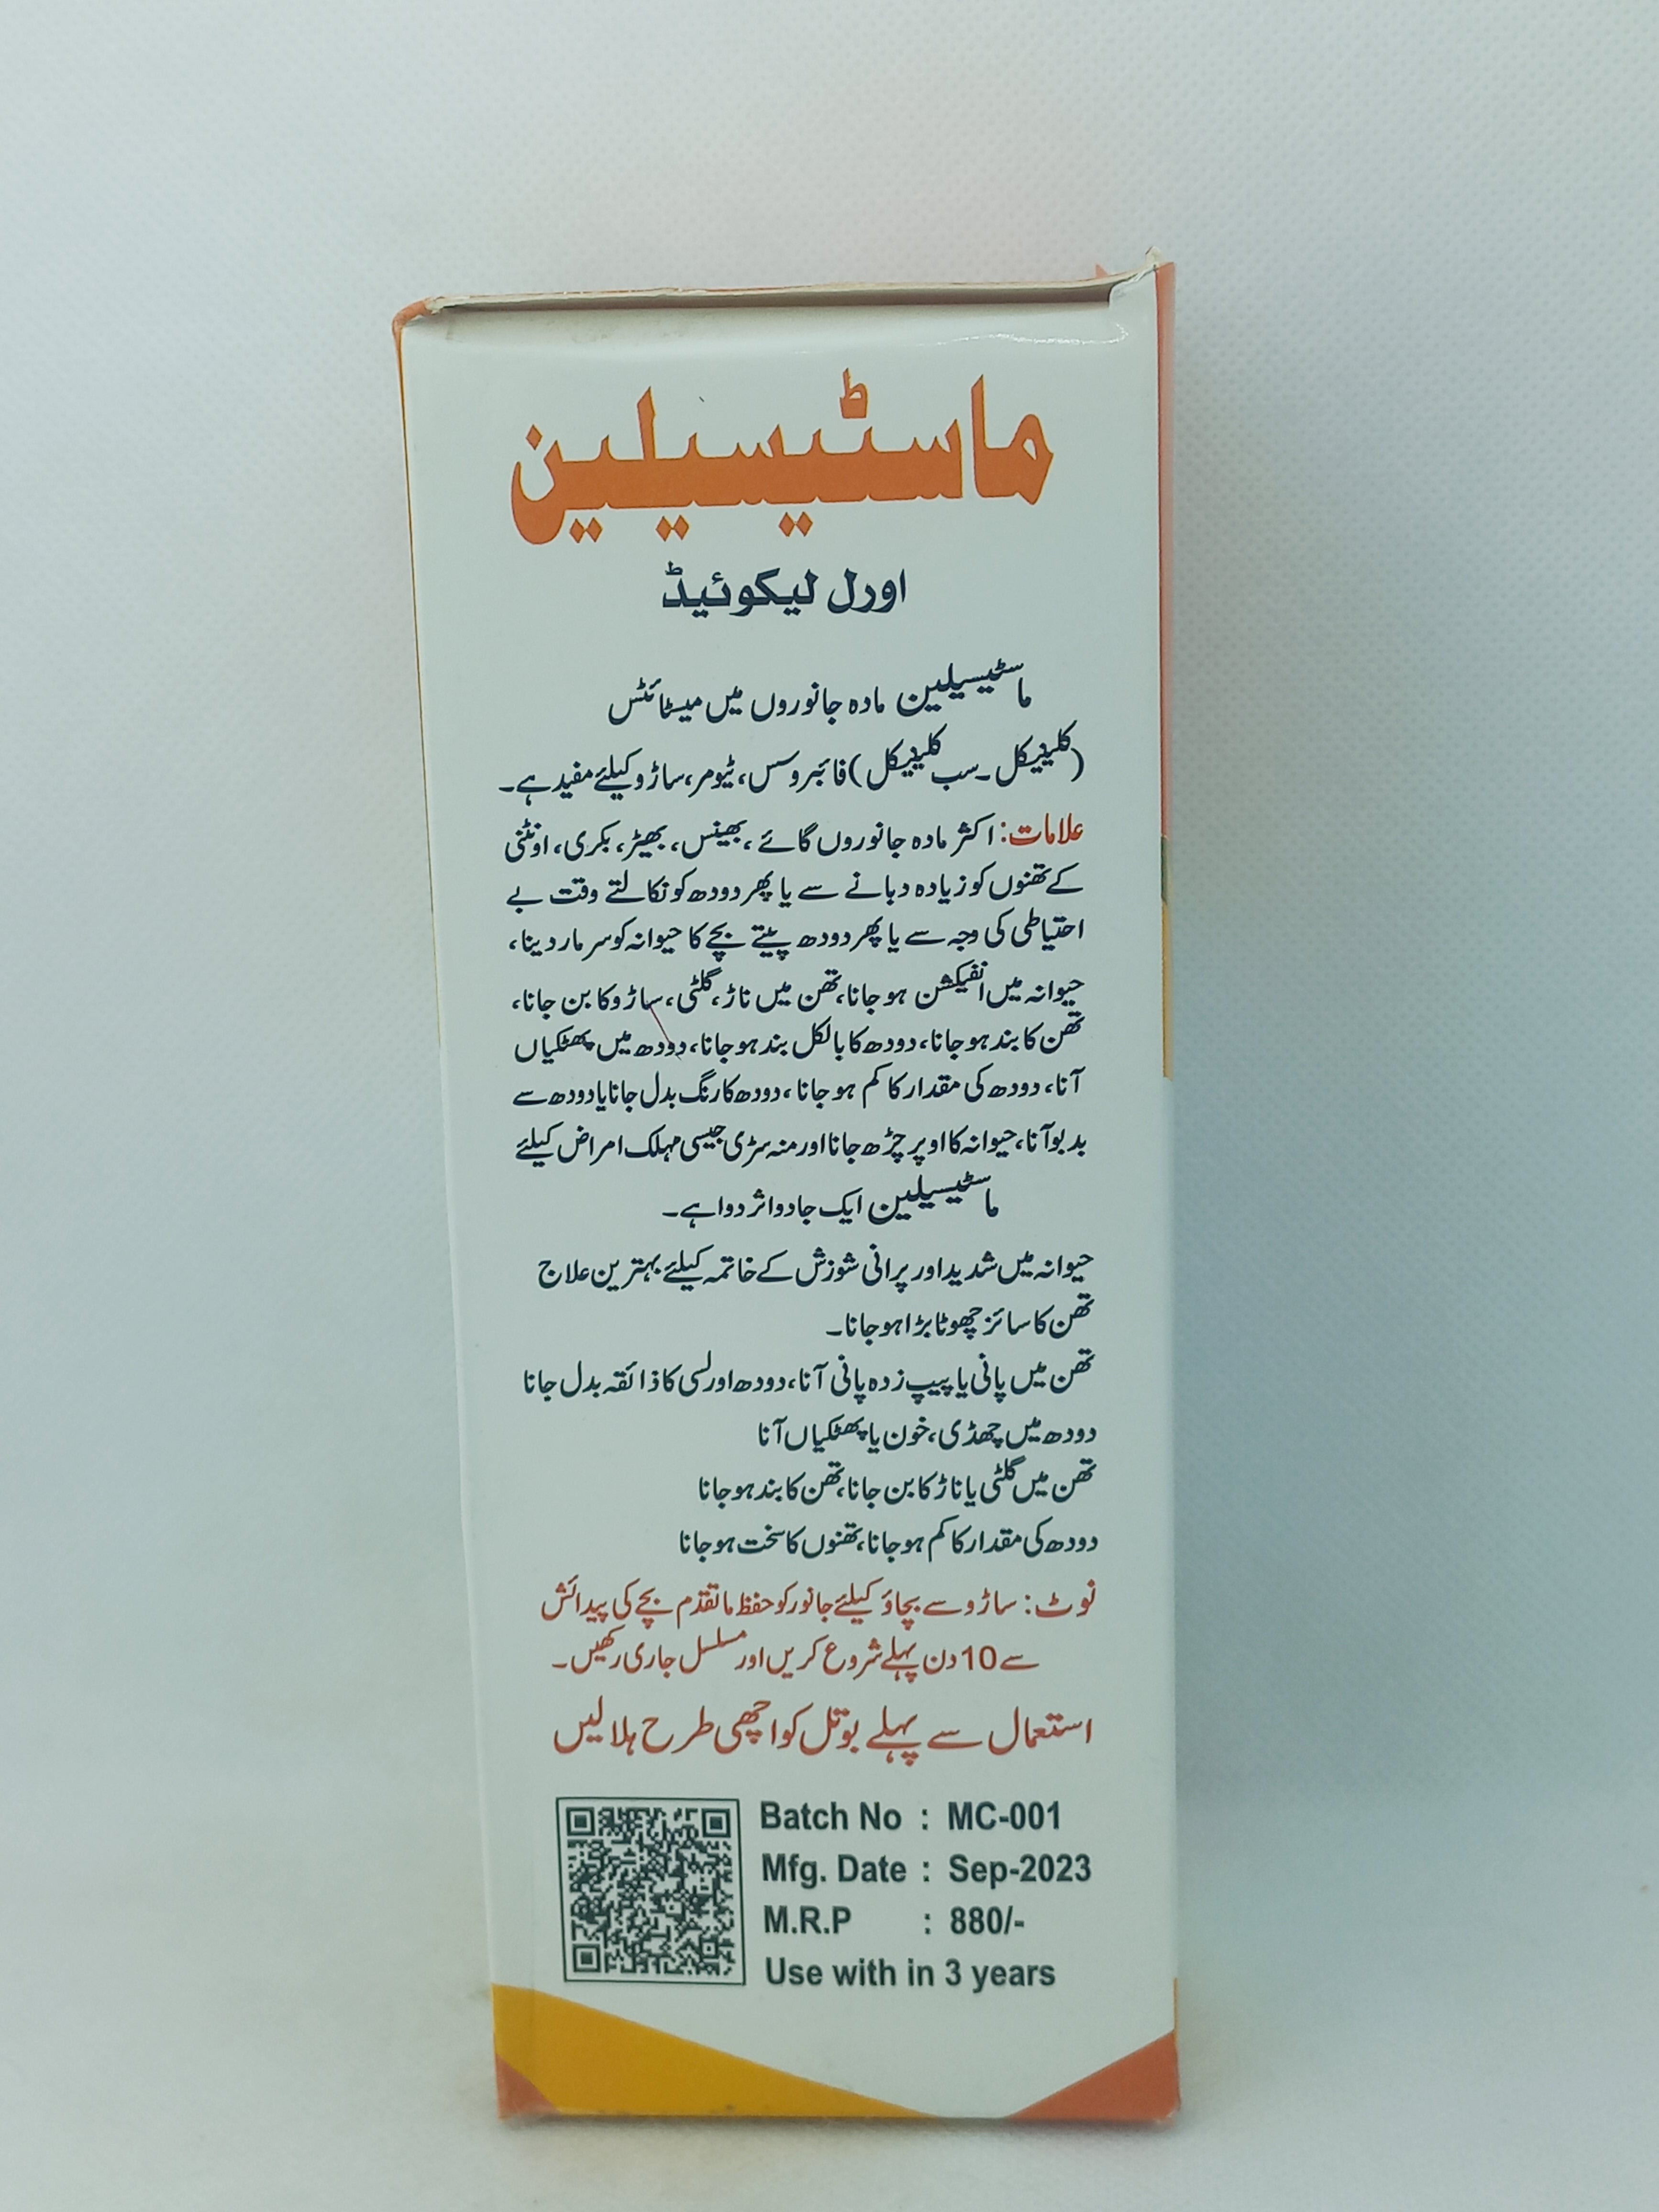 ماسٹیسیلین
اورل لیکوئیڈ
ماسٹیسیلین مادہ جانوروں میں میسٹائٹس
(کلینیکل۔سب کلینیکل) فائبروسس، ٹیومر، ساڑو کیلئے مفید ہے۔
علامات: اکثر مادہ جانوروں گائے، بھینس، بھیڑ، بکری، اونٹنی
کے تھنوں کو زیادہ دبانے سے یا پھر دودھ کو نکالتے وقت بے
احتیاطی کی وجہ سے یا پھر دودھ پیتے بچے کا حیوانہ کو سر مار دینا،
حیوانہ میں انفیکشن ہو جانا، تھن میں ناڑ، گلٹی، ساڑو کا بن جانا،
تھن کا بند ہو جانا، دودھ کا بالکل بند ہو جانا، دودھ میں پھٹکیاں
آنا، دودھ کی مقدار کا کم ہو جانا، دودھ کا رنگ بدل جانا یا دودھ سے
بدبو آنا، حیوانہ کا اوپر چڑھ جانا اور منہ سڑی جیسی مہلک امراض کیلئے
ماسٹیسیلین ایک جادو اثر دوا ہے۔
حیوانہ میں شدید اور پرانی شوزش کے خاتمہ کیلئے بہترین علاج
تھن کا سائز چھوٹا بڑا ہو جانا۔
تھن میں پانی یا پیپ زدہ پانی آنا، دودھ اور لسی کا ذائقہ بدل جانا
دودھ میں چھڈی، خون یا پھٹکیاں آنا
تھن میں گلٹی یا ناڑ کا بن جانا، تھن کا بند ہو جانا
دودھ کی مقدار کا کم ہو جانا، تھنوں کا سخت ہو جانا
نوٹ: ساڑو سے بچاؤ کیلئے جانور کو حفظ ماتقدم بچے کی پیدائش
سے 10 دن پہلے شروع کریں اور مسلسل جاری رکھیں۔
استعمال سے پہلے بوتل کو اچھی طرح ہلا لیں
Batch No : MC-001
Mfg. Date : Sep-2023
M.R.P : 880/-
Use with in 3 years